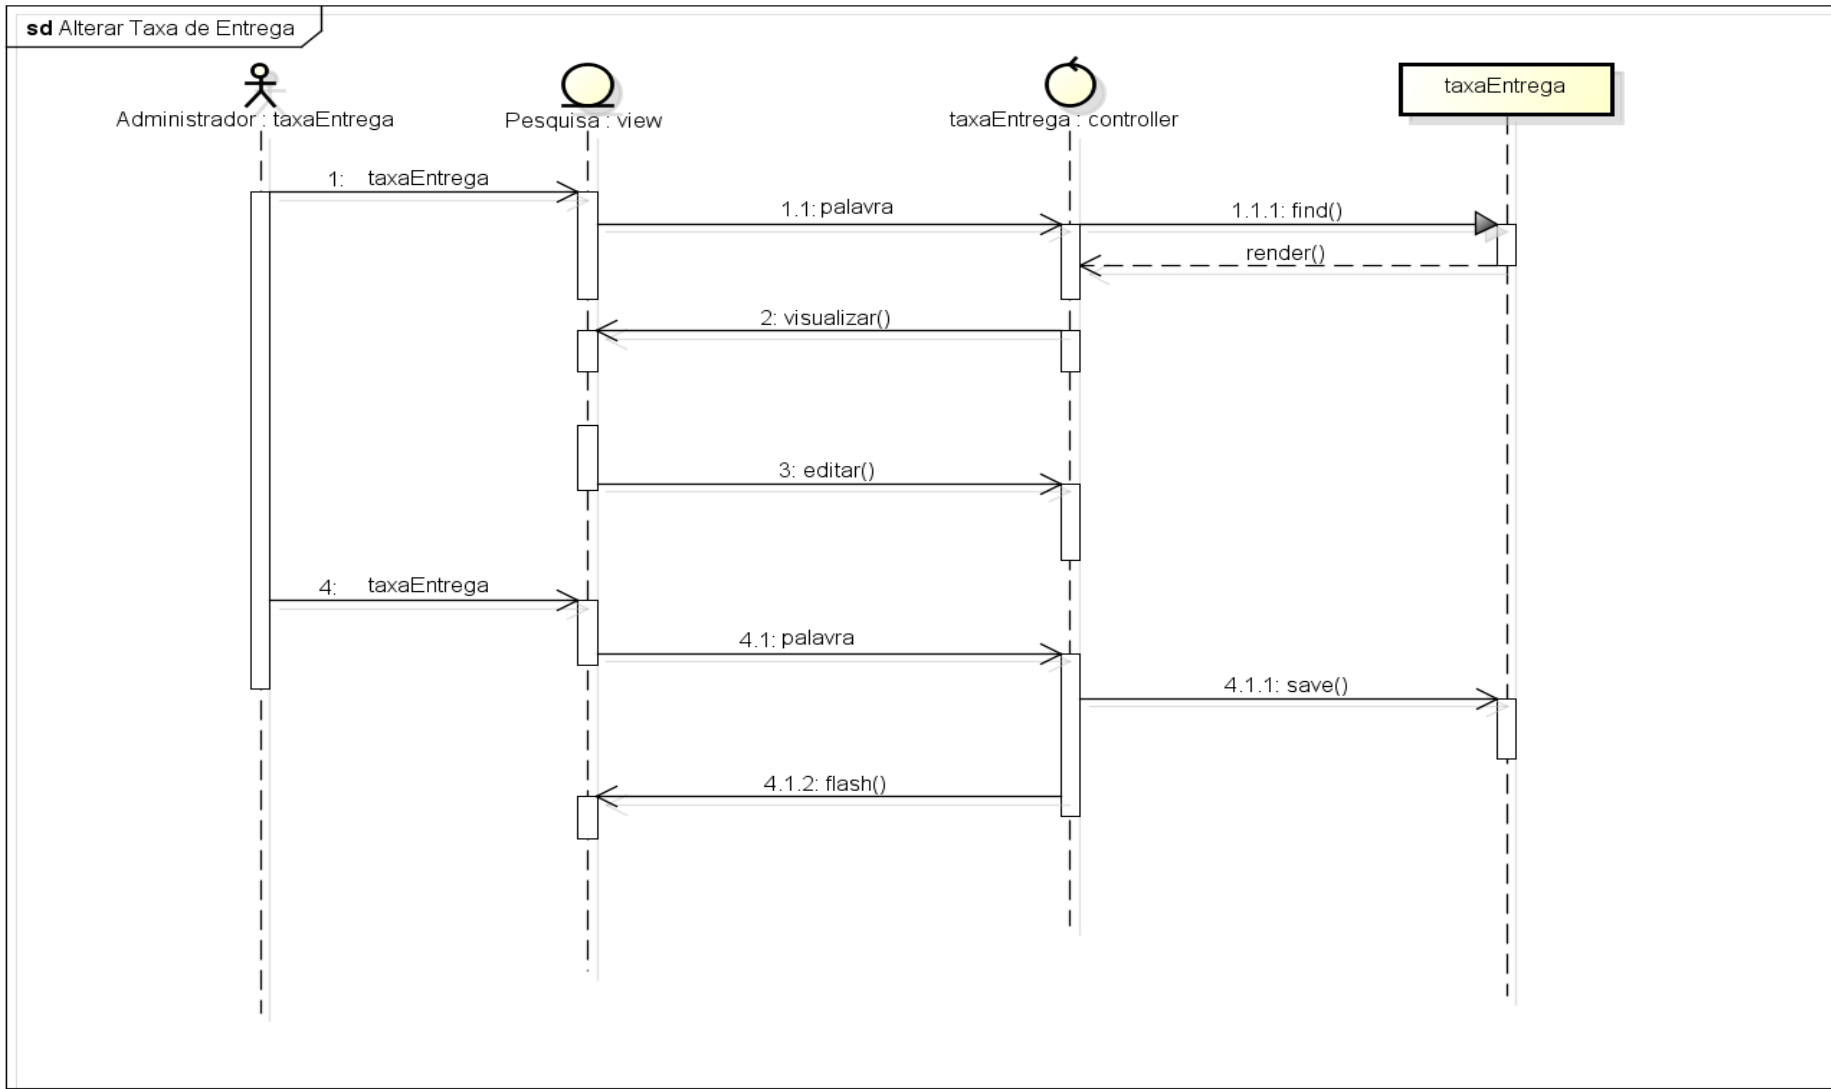 sd Alterar Taxa de Entrega
Administrador : taxaEntrega
Pesquisa : view
taxaEntrega : controller
taxaEntrega
1: taxaEntrega
1.1: palavra
1.1.1: find()
render()
2: visualizar()
3: editar()
4: taxaEntrega
4.1: palavra
4.1.1: save()
4.1.2: flash()